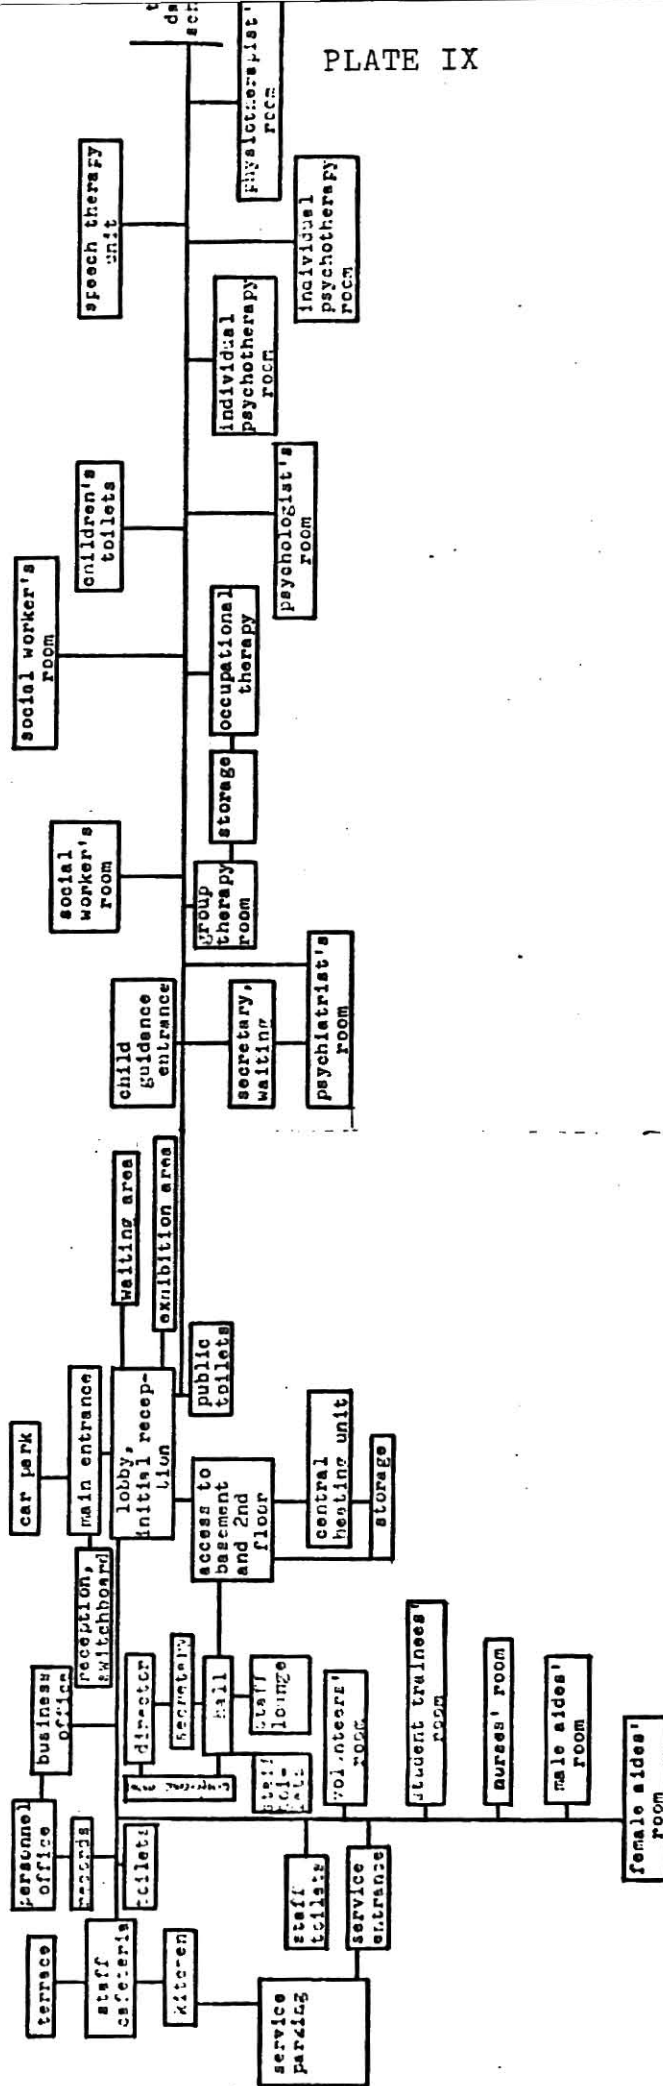 PLATE IX
speech therapy
unit
room
individual
psychotherapy
room
individual
psychotherapy
room
children's
toilets
psychologist's
room
social worker's
room
occupational
therapy
storage
social
worker's
room
group
therapy
room
child
guidance
entrance
secretary,
waiting
psychiatrist's
room
waiting area
exhibition area
car park
main entrance
lobby,
initial recep-
tion
public
toilets
reception,
switchboard
access to
basement
and 2nd
floor
central
heating unit
storage
business
office
director
secretary
hall
staff
lounge
personnel
office
records
toilets
staff
volunteers'
room
student trainees'
room
nurses' room
male aides'
room
female aides'
room
terrace
staff
cafeteria
kitchen
staff
toilets
service
entrance
service
parking